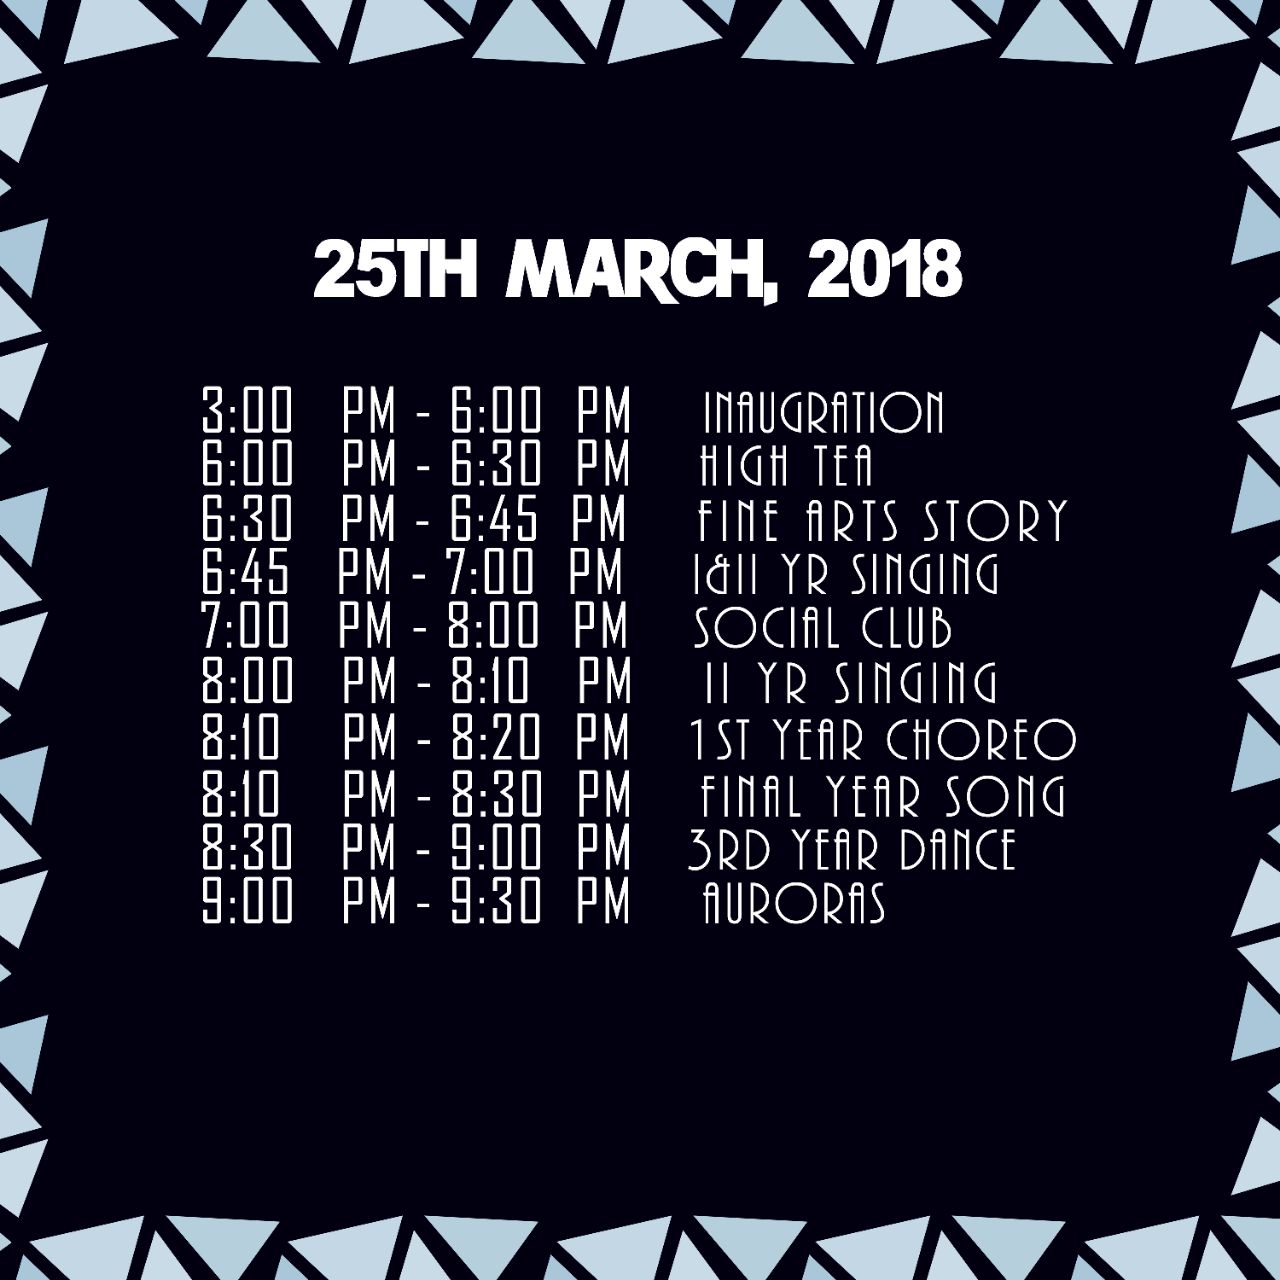 25TH MARCH, 2018
3:00 PM - 6:00 PM INAUGRATION
6:00 PM - 6:30 PM HIGH TEA
6:30 PM - 6:45 PM FINE ARTS STORY
6:45 PM - 7:00 PM I&II YR SINGING
7:00 PM - 8:00 PM SOCIAL CLUB
8:00 PM - 8:10 PM II YR SINGING
8:10 PM - 8:20 PM 1ST YEAR CHOREO
8:10 PM - 8:30 PM FINAL YEAR SONG
8:30 PM - 9:00 PM 3RD YEAR DANCE
9:00 PM - 9:30 PM AURORAS